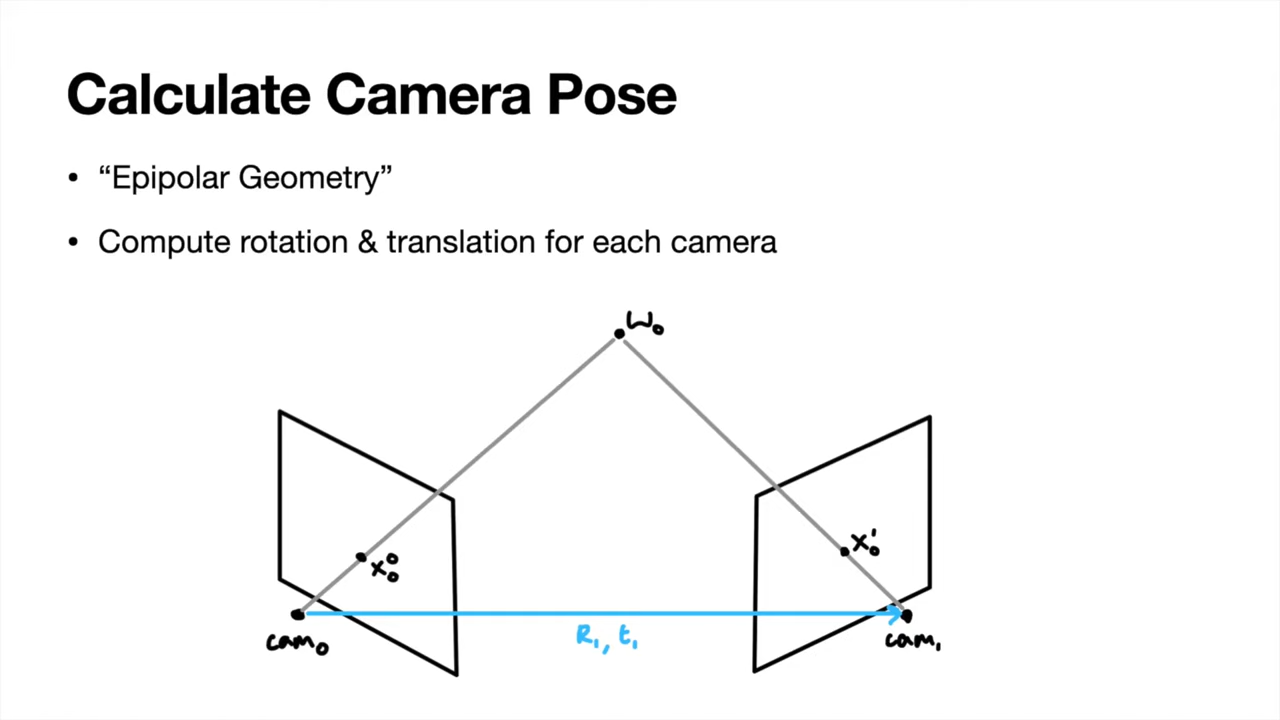 Calculate Camera Pose
• “Epipolar Geometry”
• Compute rotation & translation for each camera
W₀
x₀⁰
x₀'
R₁, t₁
cam₀
cam₁